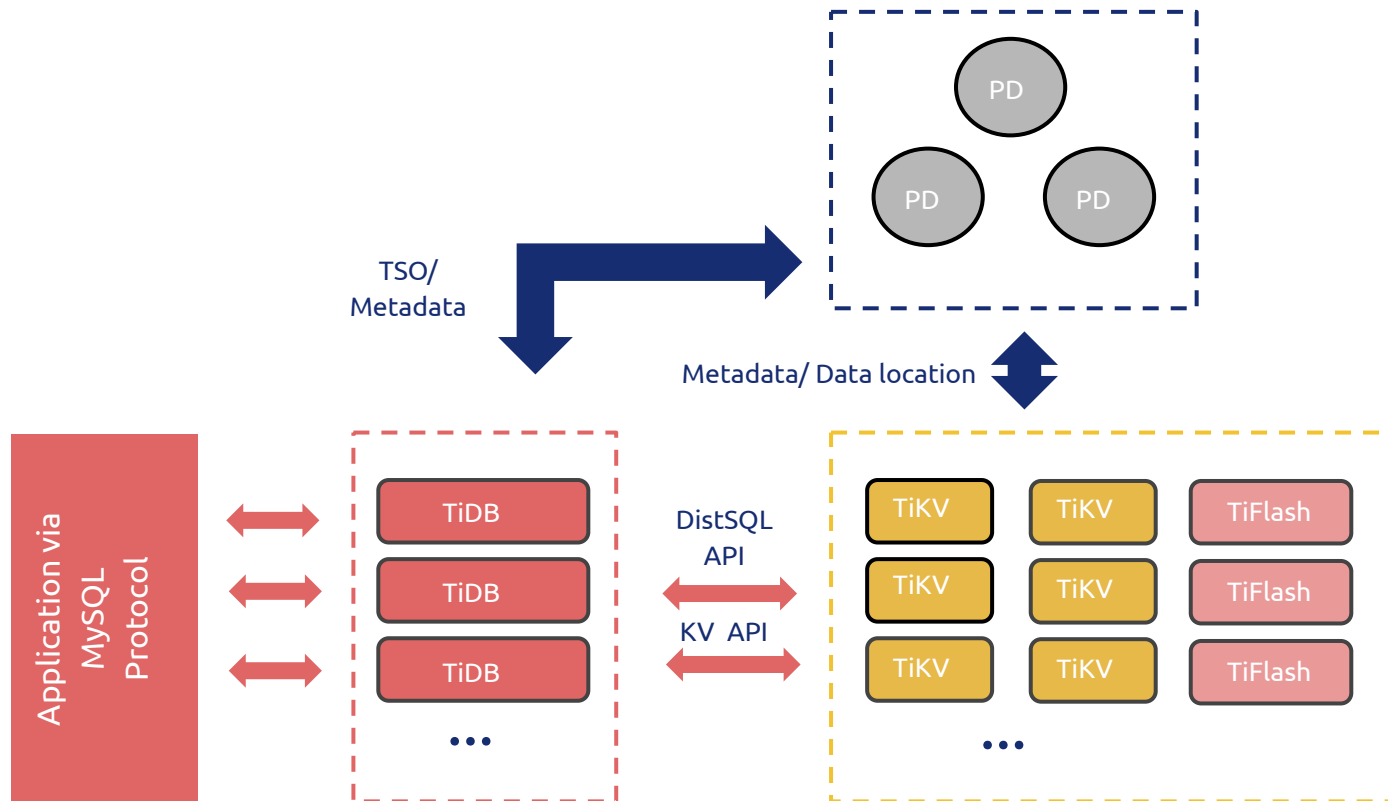 PD
PD
PD
TSO/
Metadata
Metadata/ Data location
Application via
MySQL
Protocol
TiDB
TiDB
TiDB
...
DistSQL
API
KV API
TiKV
TiKV
TiFlash
TiKV
TiKV
TiFlash
TiKV
TiKV
TiFlash
...